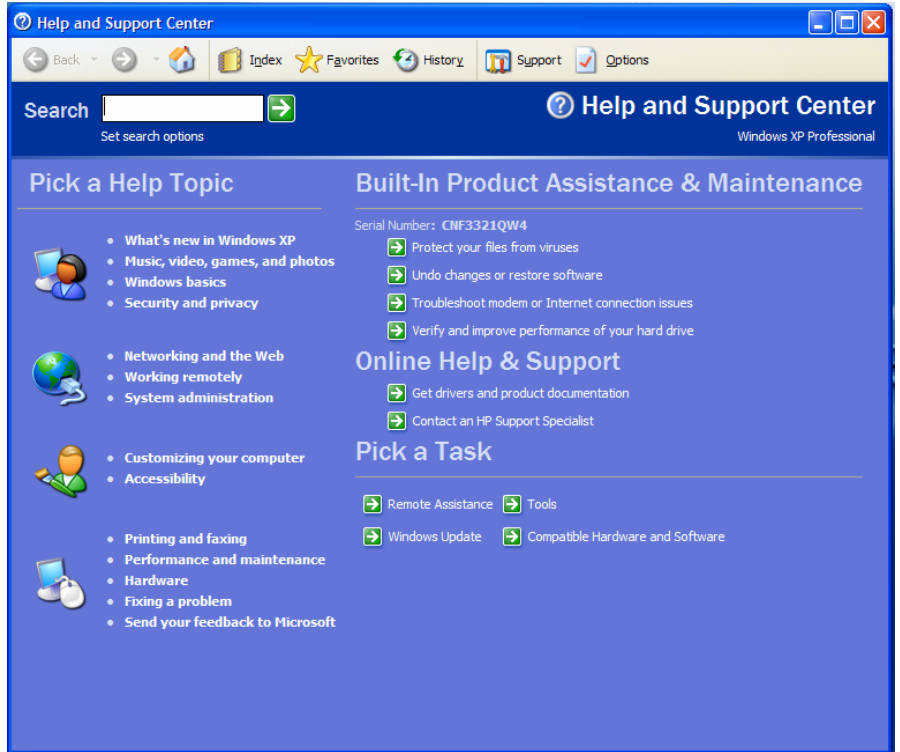 Help and Support Center
Back Index Favorites History Support Options
Search
Help and Support Center
Set search options
Windows XP Professional
Pick a Help Topic
What's new in Windows XP
Music, video, games, and photos
Windows basics
Security and privacy
Networking and the Web
Working remotely
System administration
Customizing your computer
Accessibility
Printing and faxing
Performance and maintenance
Hardware
Fixing a problem
Send your feedback to Microsoft
Built-In Product Assistance & Maintenance
Serial Number: CNF3321QW4
Protect your files from viruses
Undo changes or restore software
Troubleshoot modem or Internet connection issues
Verify and improve performance of your hard drive
Online Help & Support
Get drivers and product documentation
Contact an HP Support Specialist
Pick a Task
Remote Assistance Tools
Windows Update Compatible Hardware and Software